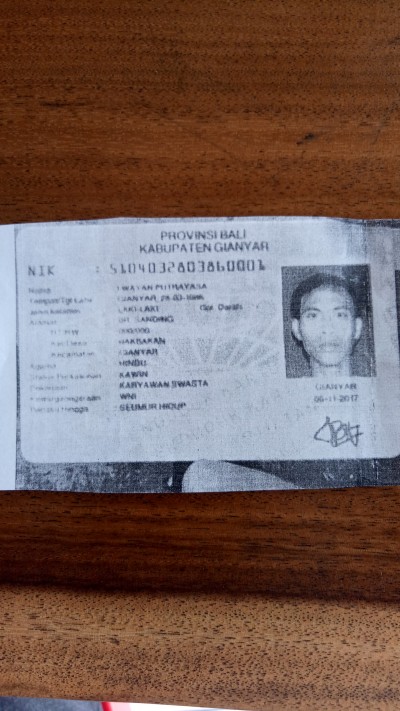 PROVINSI BALI
KABUPATEN GIANYAR
NIK : 5104032803860001
Nama : I WAYAN PUTRAYASA
Tempat/Tgl Lahir : GIANYAR, 28-03-1986
Jenis Kelamin : LAKI-LAKI Gol. Darah
Alamat : BR. SANDING
RT/RW : 000/000
Kel/Desa : BAKBAKAN
Kecamatan : GIANYAR
Agama : HINDU
Status Perkawinan : KAWIN
Pekerjaan : KARYAWAN SWASTA
Kewarganegaraan : WNI
Berlaku Hingga : SEUMUR HIDUP
GIANYAR
09-11-2017